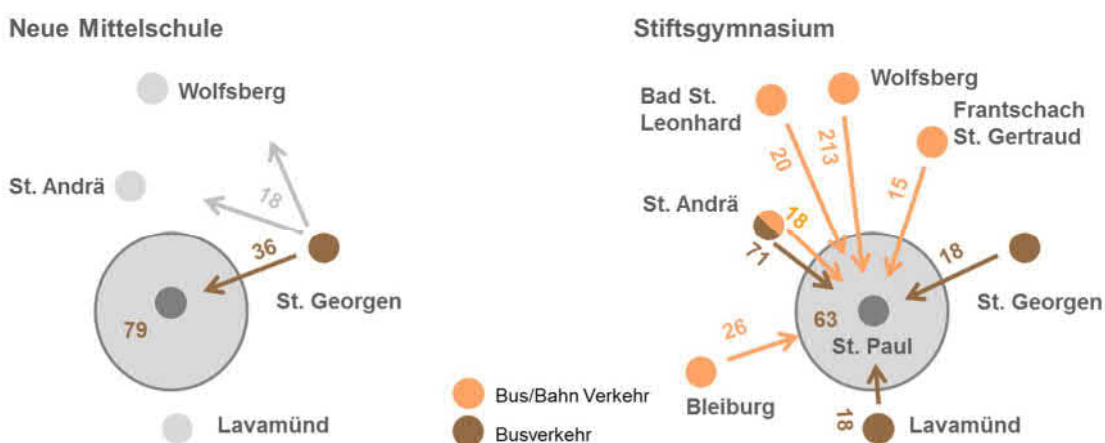 Neue Mittelschule
Wolfsberg
St. Andrä
18
36
St. Georgen
79
Lavamünd
Stiftsgymnasium
Bad St.
Leonhard
Wolfsberg
Frantschach
St. Gertraud
20
213
15
St. Andrä
18
71
18
St. Georgen
63
St. Paul
26
Bleiburg
18
Lavamünd
Bus/Bahn Verkehr
Busverkehr